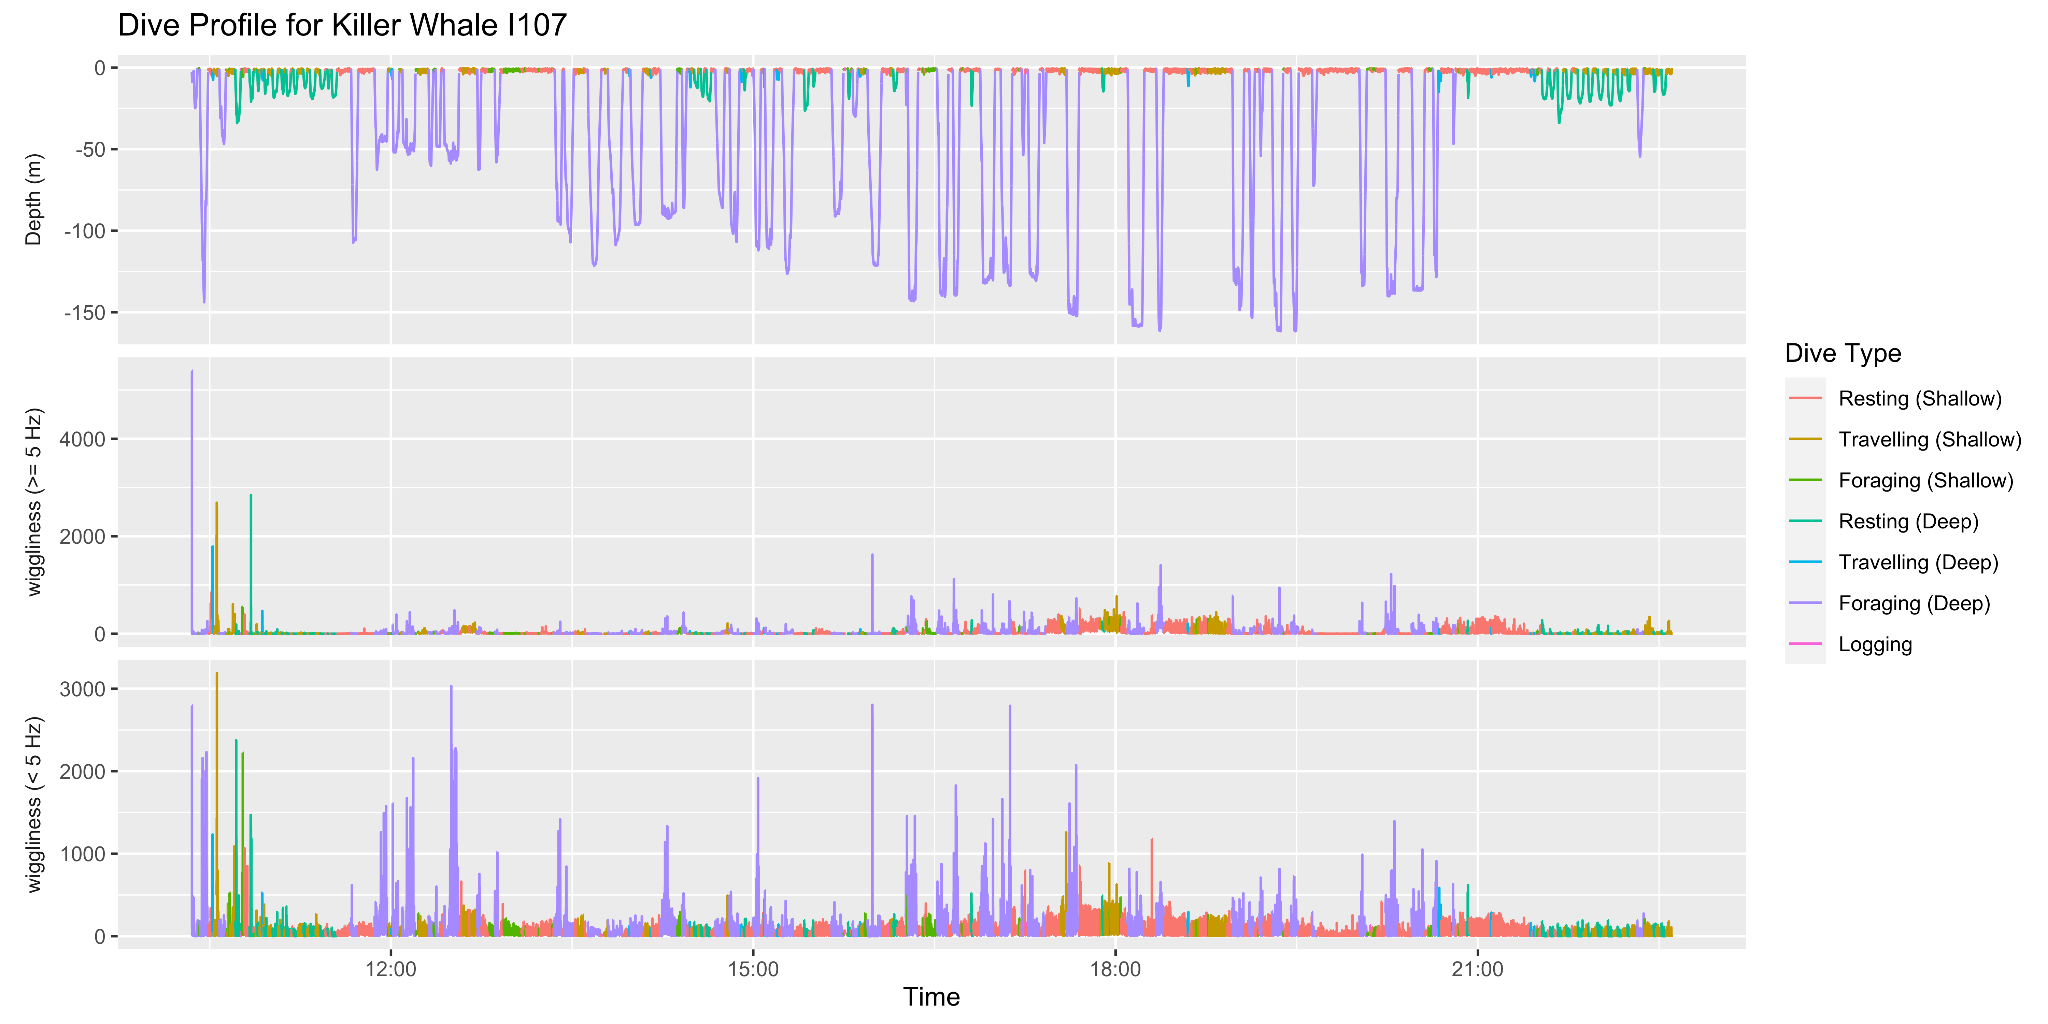 Dive Profile for Killer Whale I107
Depth (m)
0
-50
-100
-150
wiggliness (>= 5 Hz)
4000
2000
0
wiggliness (< 5 Hz)
3000
2000
1000
0
12:00
15:00
18:00
21:00
Time
Dive Type
Resting (Shallow)
Travelling (Shallow)
Foraging (Shallow)
Resting (Deep)
Travelling (Deep)
Foraging (Deep)
Logging